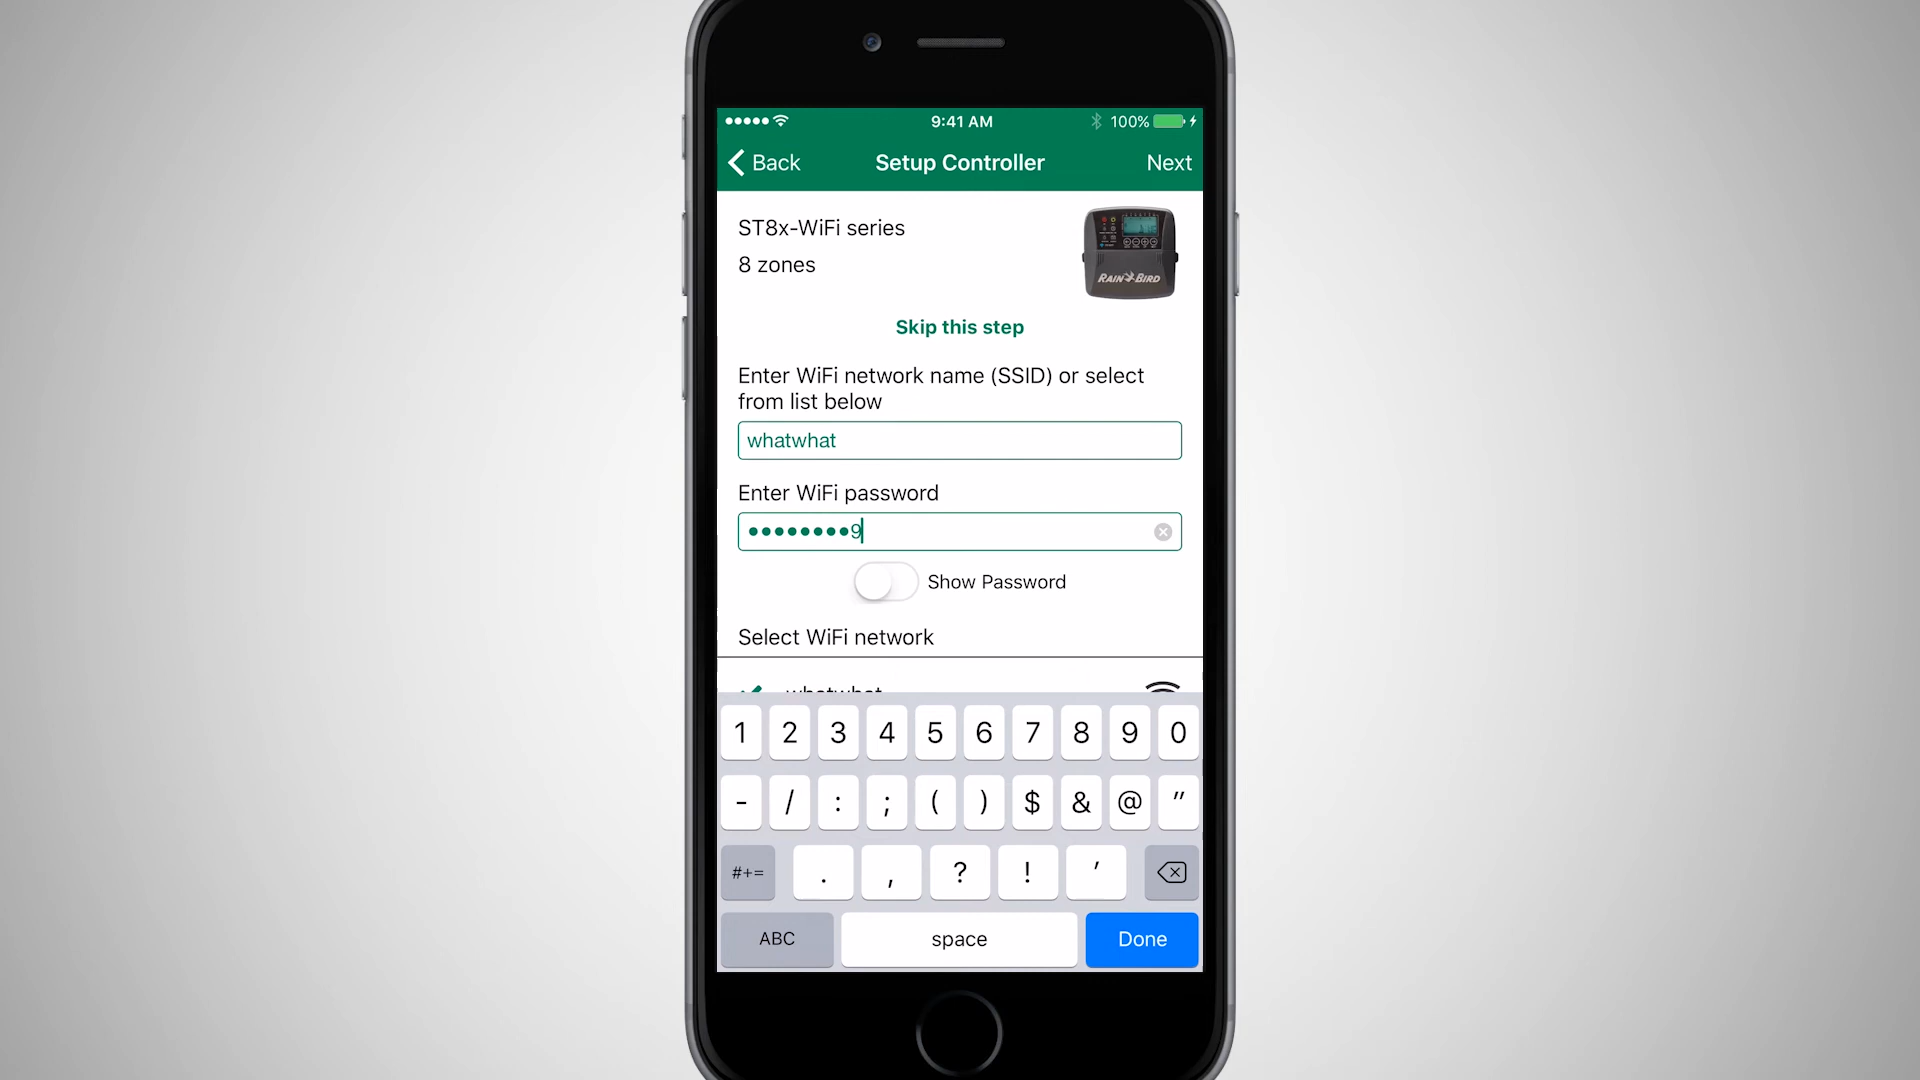 9:41 AM
100%
Back
Setup Controller
Next
ST8x-WiFi series
8 zones
RAIN BIRD
Skip this step
Enter WiFi network name (SSID) or select
from list below
whatwhat
Enter WiFi password
••••••••9
Show Password
Select WiFi network
whatwhat
1 2 3 4 5 6 7 8 9 0
- / : ; ( ) $ & @ "
#+= . , ? ! '
ABC space Done